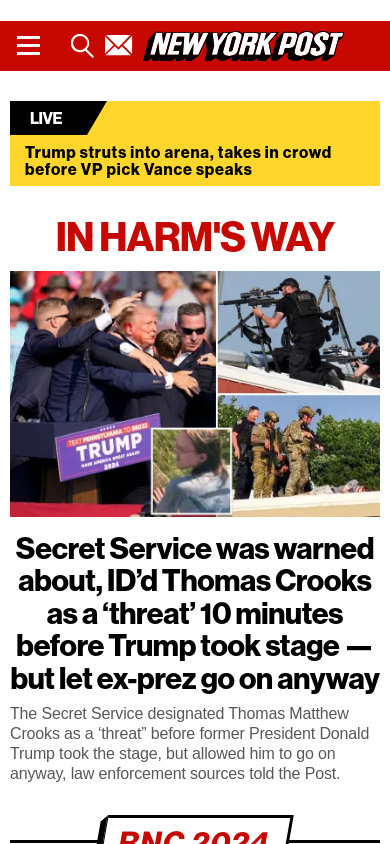 NEW YORK POST
LIVE
Trump struts into arena, takes in crowd
before VP pick Vance speaks
IN HARM'S WAY
TEXT PENNSYLVANIA TO 88022
TRUMP
MAKE AMERICA GREAT AGAIN!
2024
Secret Service was warned
about, ID’d Thomas Crooks
as a ‘threat’ 10 minutes
before Trump took stage —
but let ex-prez go on anyway
The Secret Service designated Thomas Matthew
Crooks as a ‘threat” before former President Donald
Trump took the stage, but allowed him to go on
anyway, law enforcement sources told the Post.
RNC 2024